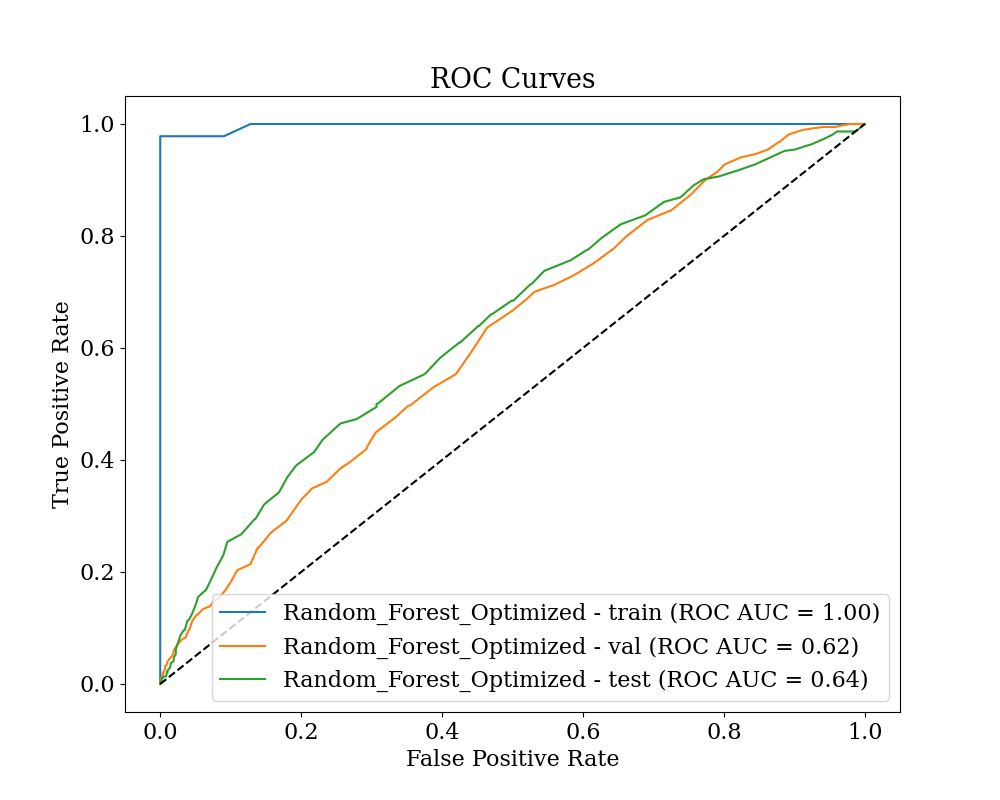 ROC Curves
True Positive Rate
1.0
0.8
0.6
0.4
0.2
0.0
Random_Forest_Optimized - train (ROC AUC = 1.00)
Random_Forest_Optimized - val (ROC AUC = 0.62)
Random_Forest_Optimized - test (ROC AUC = 0.64)
0.0 0.2 0.4 0.6 0.8 1.0
False Positive Rate